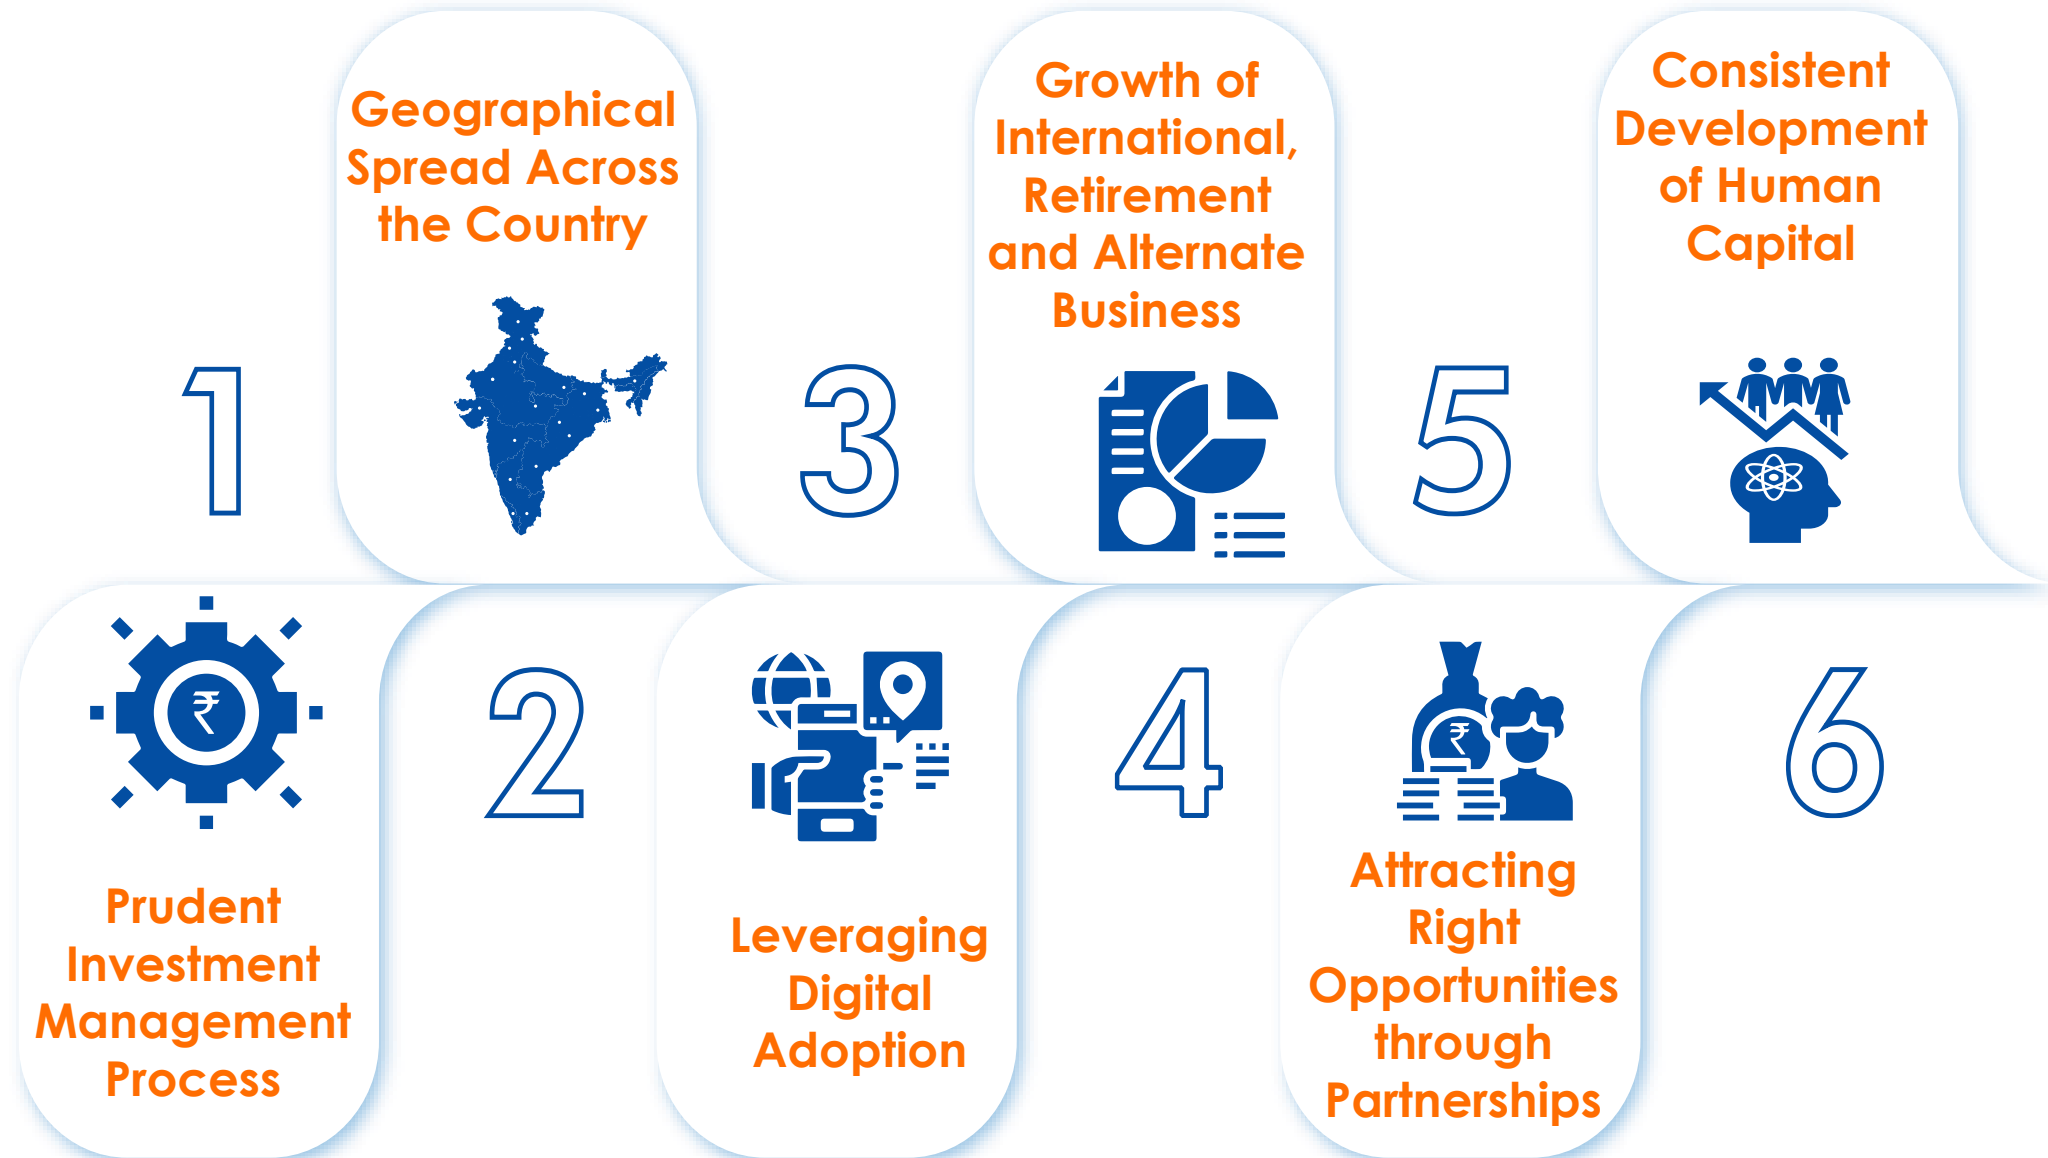 1
Prudent
Investment
Management
Process
2
Geographical
Spread Across
the Country
3
Leveraging
Digital
Adoption
4
Growth of
International,
Retirement
and Alternate
Business
5
Attracting
Right
Opportunities
through
Partnerships
6
Consistent
Development
of Human
Capital
₹
₹